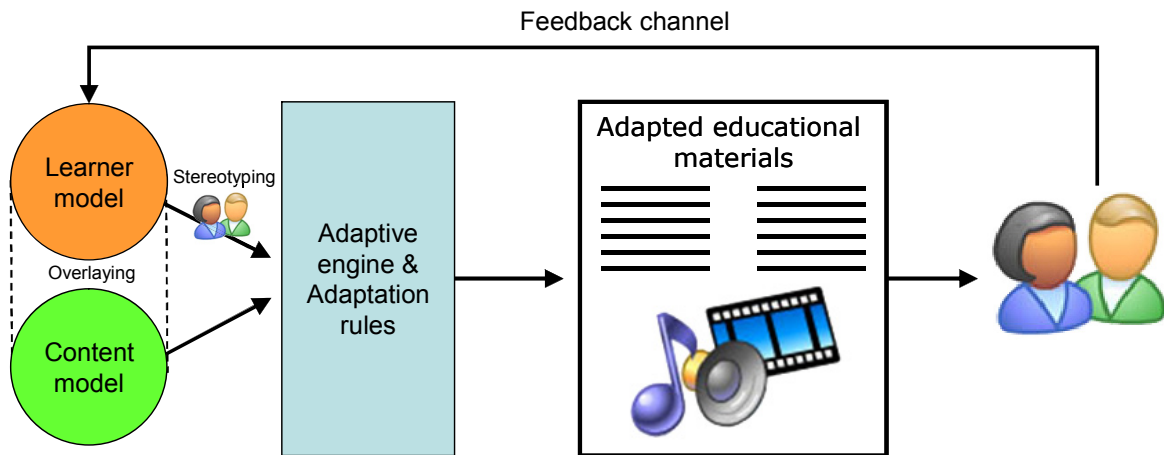 Feedback channel
Learner
model
Stereotyping
Overlaying
Content
model
Adaptive
engine &
Adaptation
rules
Adapted educational
materials